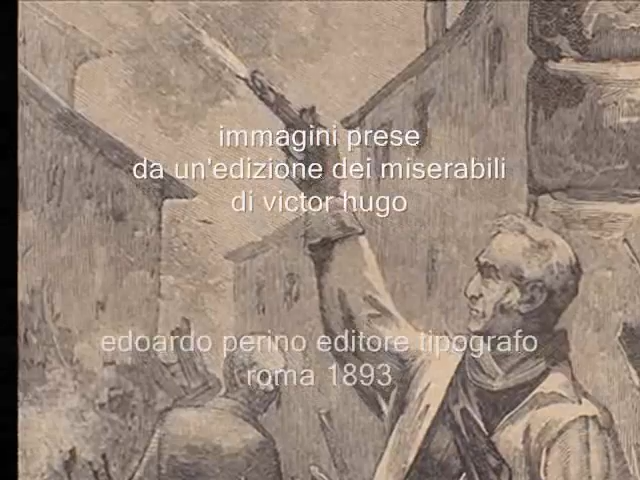 immagini prese
da un'edizione dei miserabili
di victor hugo
edoardo perino editore tipografo
roma 1893